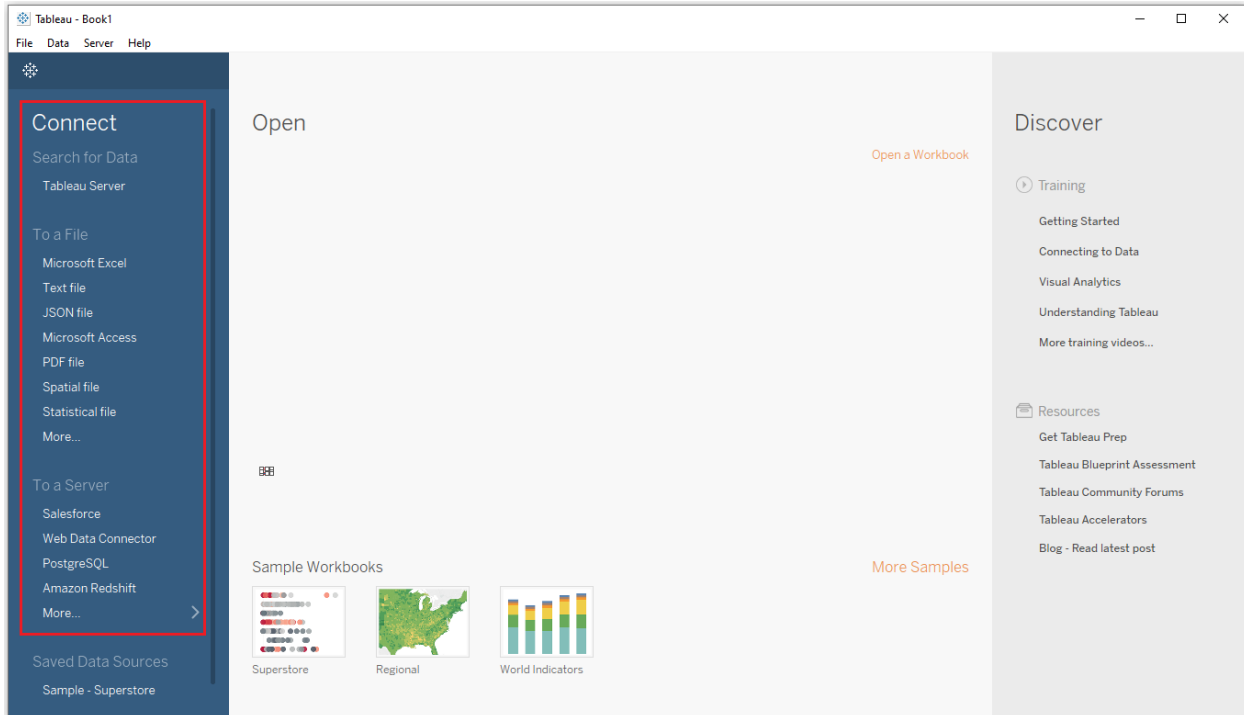 Tableau - Book1
File Data Server Help
Connect
Search for Data
Tableau Server
To a File
Microsoft Excel
Text file
JSON file
Microsoft Access
PDF file
Spatial file
Statistical file
More...
To a Server
Salesforce
Web Data Connector
PostgreSQL
Amazon Redshift
More...
Saved Data Sources
Sample - Superstore
Open
Open a Workbook
Sample Workbooks
More Samples
Superstore
Regional
World Indicators
Discover
Training
Getting Started
Connecting to Data
Visual Analytics
Understanding Tableau
More training videos...
Resources
Get Tableau Prep
Tableau Blueprint Assessment
Tableau Community Forums
Tableau Accelerators
Blog - Read latest post